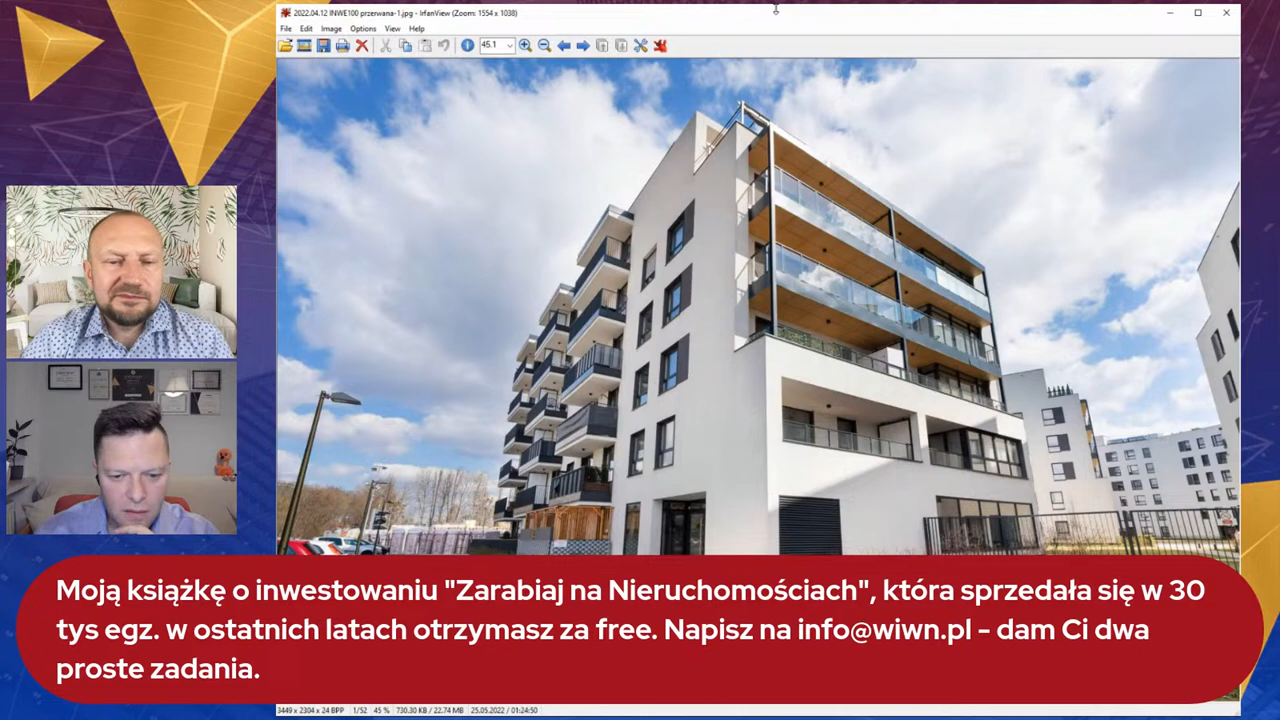 2022.04.12 INWE100 przerwana-1.jpg - IrfanView (Zoom: 1554 x 1038)
File Edit Image Options View Help
45.1
Moją książkę o inwestowaniu "Zarabiaj na Nieruchomościach", która sprzedała się w 30
tys egz. w ostatnich latach otrzymasz za free. Napisz na info@wiwn.pl - dam Ci dwa
proste zadania.
3449 x 2304 x 24 BPP 1/52 45 % 730.30 KB / 22.74 MB 25.05.2022 / 01:24:50